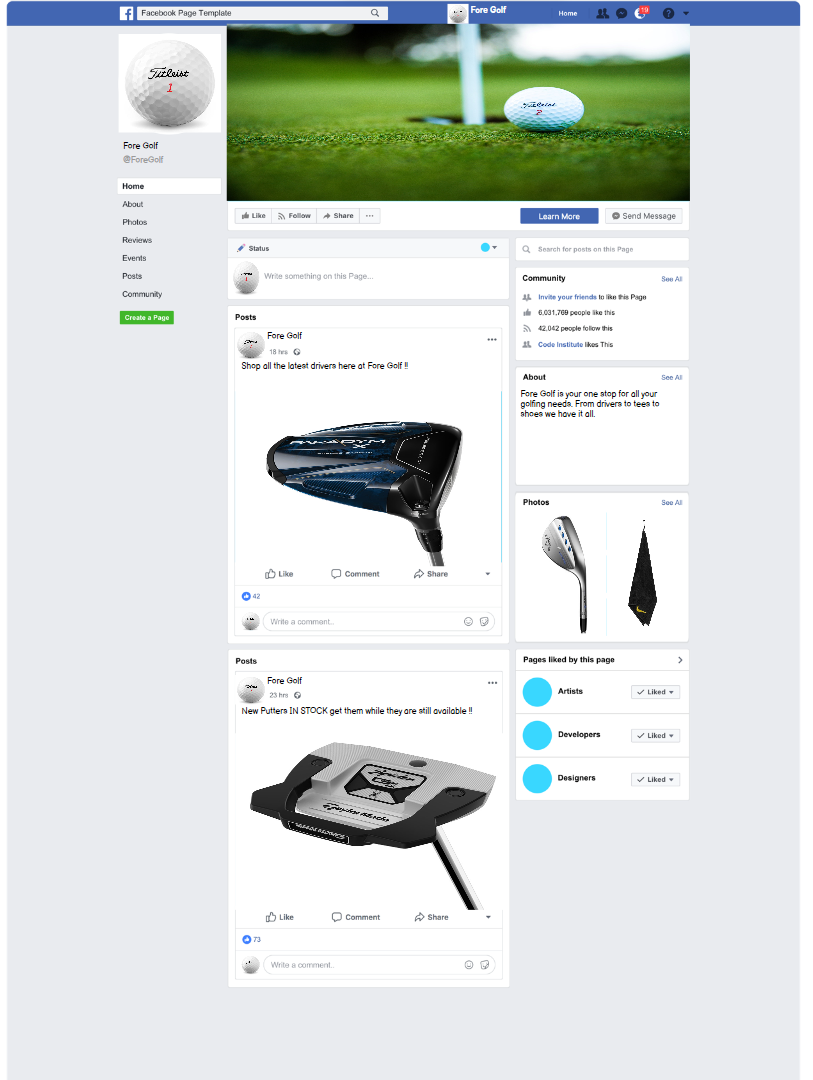 Facebook Page Template
Fore Golf
Home
19
Titleist
1
Titleist
2
Fore Golf
@ForeGolf
Home
About
Photos
Reviews
Events
Posts
Community
Create a Page
Like
Follow
Share
Learn More
Send Message
Status
Write something on this Page...
Posts
Fore Golf
18 hrs
Shop all the latest drivers here at Fore Golf !!
PARADYM
X
Like
Comment
Share
42
Write a comment..
Posts
Fore Golf
23 hrs
New Putters IN STOCK get them while they are still available !!
Spider
GTX
TaylorMade
Like
Comment
Share
73
Write a comment..
Search for posts on this Page
Community
See All
Invite your friends to like this Page
6,031,769 people like this
42.042 people follow this
Code Institute likes This
About
See All
Fore Golf is your one stop for all your
golfing needs. From drivers to tees to
shoes we have it all.
Photos
See All
Pages liked by this page
Artists
Liked
Developers
Liked
Designers
Liked